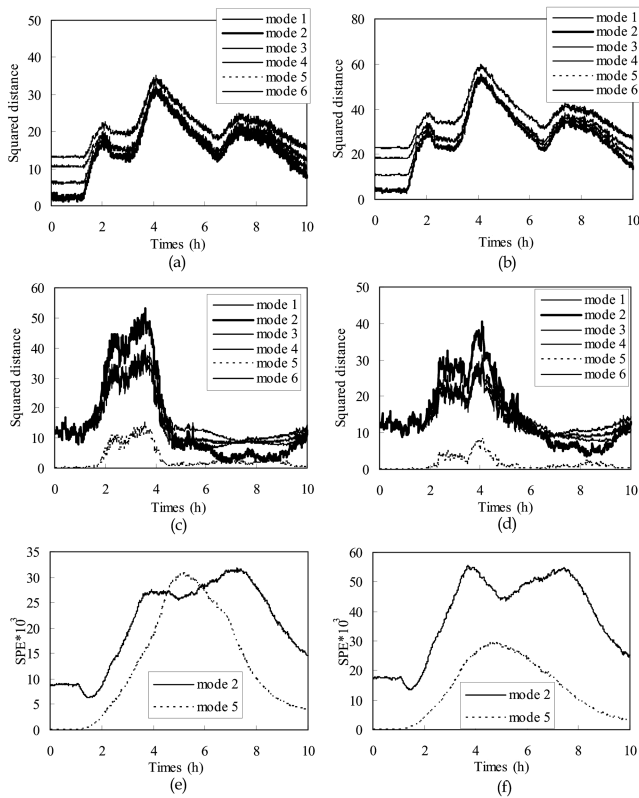 50
40
30
20
10
0
Squared distance
mode 1
mode 2
mode 3
mode 4
mode 5
mode 6
0 2 4 6 8 10
Times (h)
(a)
80
60
40
20
0
Squared distance
mode 1
mode 2
mode 3
mode 4
mode 5
mode 6
0 2 4 6 8 10
Times (h)
(b)
60
50
40
30
20
10
0
Squared distance
mode 1
mode 2
mode 3
mode 4
mode 5
mode 6
0 2 4 6 8 10
Times (h)
(c)
50
40
30
20
10
0
Squared distance
mode 1
mode 2
mode 3
mode 4
mode 5
mode 6
0 2 4 6 8 10
Times (h)
(d)
35
30
25
20
15
10
5
0
SPE*10³
mode 2
mode 5
0 2 4 6 8 10
Times (h)
(e)
60
50
40
30
20
10
0
SPE*10³
mode 2
mode 5
0 2 4 6 8 10
Times (h)
(f)